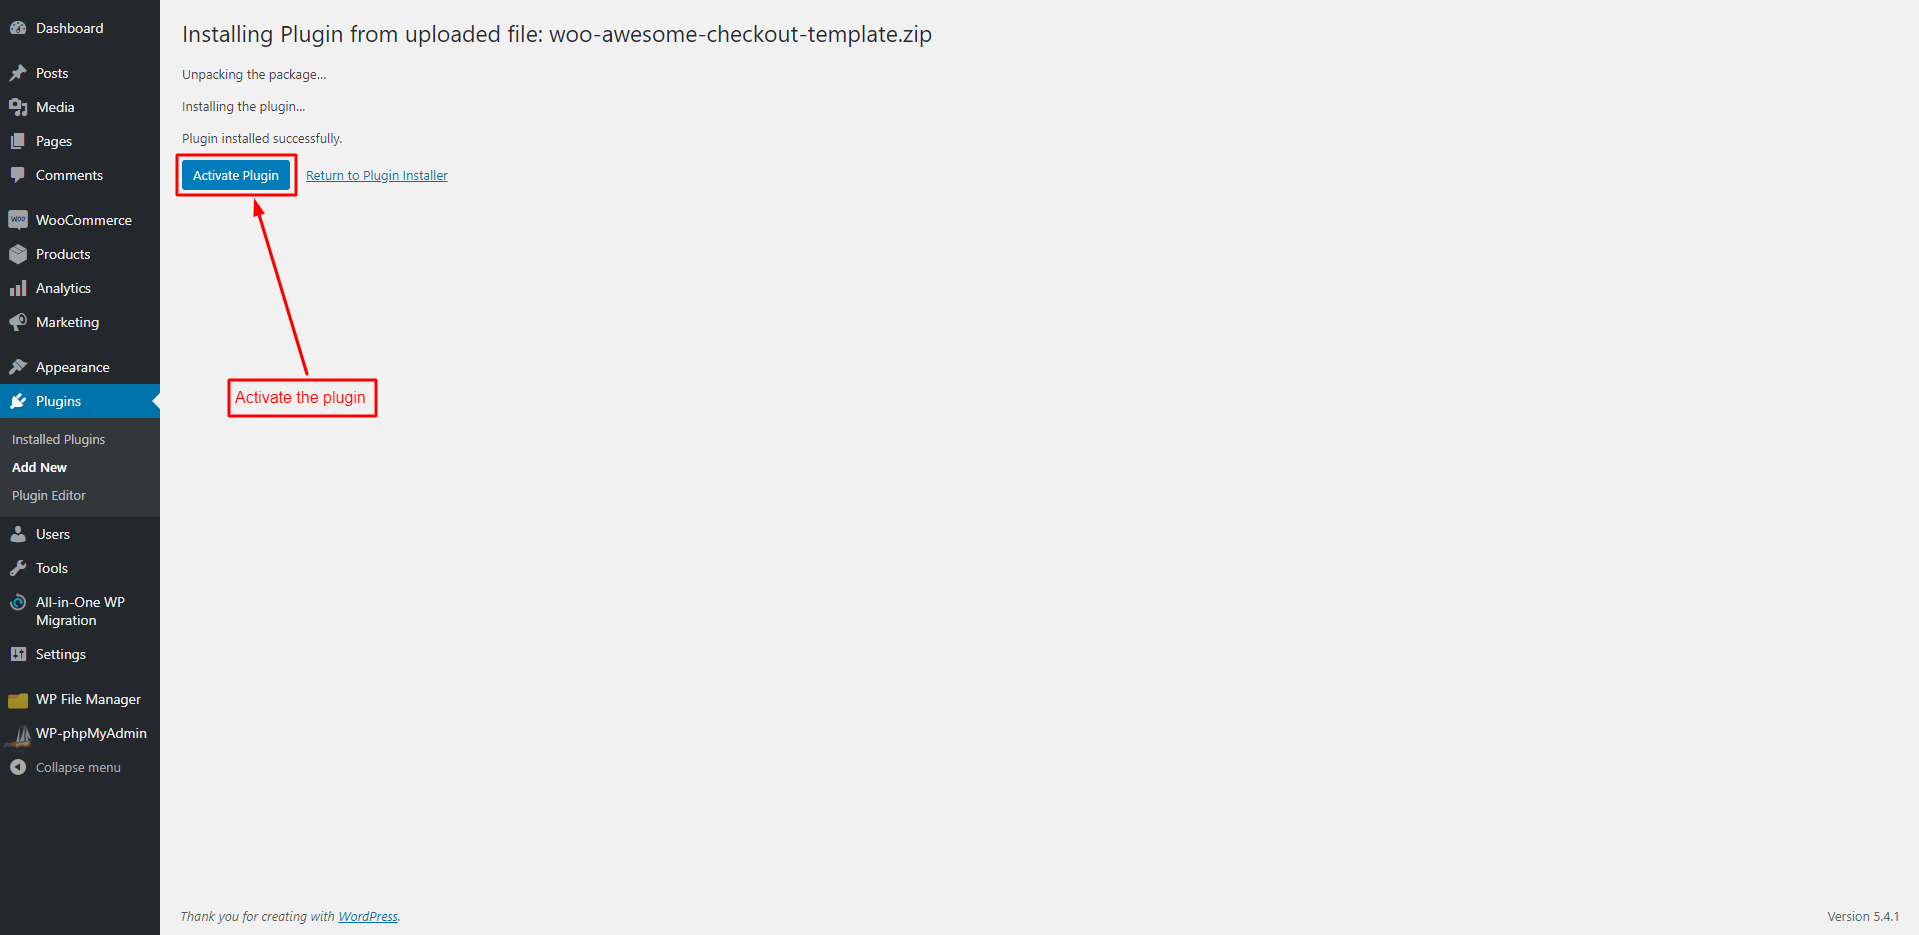 Dashboard
Posts
Media
Pages
Comments
WooCommerce
Products
Analytics
Marketing
Appearance
Plugins
Installed Plugins
Add New
Plugin Editor
Users
Tools
All-in-One WP
Migration
Settings
WP File Manager
WP-phpMyAdmin
Collapse menu
Installing Plugin from uploaded file: woo-awesome-checkout-template.zip
Unpacking the package...
Installing the plugin...
Plugin installed successfully.
Activate Plugin Return to Plugin Installer
Activate the plugin
Thank you for creating with WordPress.
Version 5.4.1